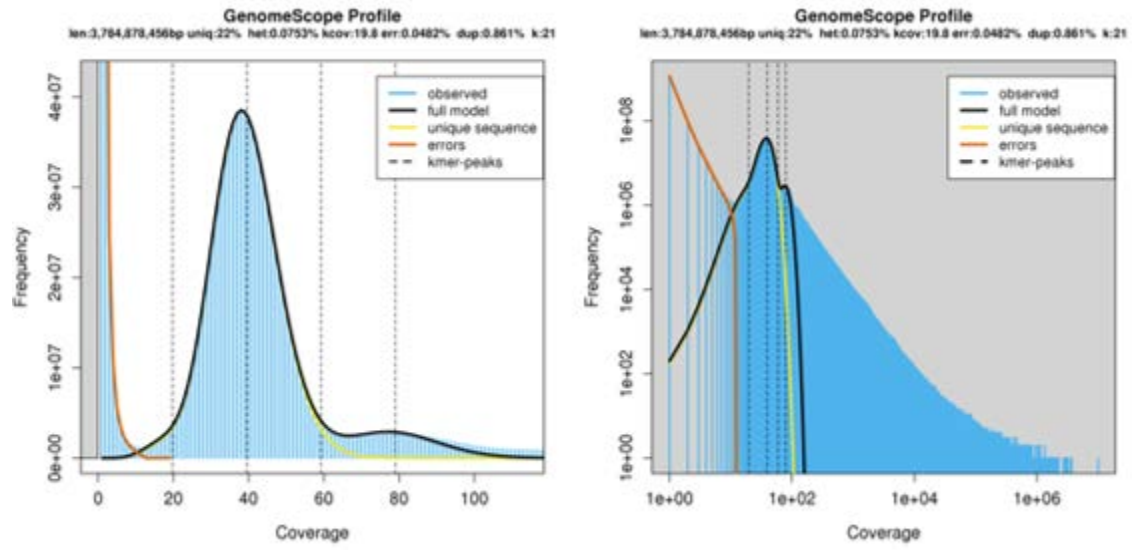 GenomeScope Profile
len:3,764,878,456bp uniq:22% het:0.0753% kcov:19.8 err:0.0482% dup:0.861% k:21
observed
full model
unique sequence
errors
kmer-peaks
Frequency
0e+00 1e+07 2e+07 3e+07 4e+07
0 20 40 60 80 100
Coverage
GenomeScope Profile
len:3,764,878,456bp uniq:22% het:0.0753% kcov:19.8 err:0.0482% dup:0.861% k:21
observed
full model
unique sequence
errors
kmer-peaks
Frequency
1e+00 1e+02 1e+04 1e+06 1e+08
1e+00 1e+02 1e+04 1e+06
Coverage